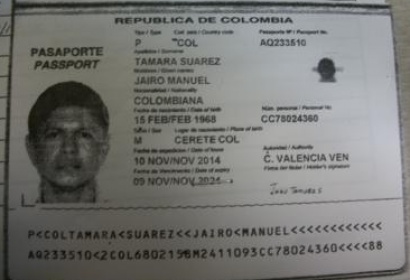 REPUBLICA DE COLOMBIA
PASAPORTE
PASSPORT
Tipo / Type Cod. país / Country code Pasaporte Nº / Passport No.
P COL AQ233510
Apellidos / Surname
TAMARA SUAREZ
Nombres / Given names
JAIRO MANUEL
Nacionalidad / Nationality
COLOMBIANA
Fecha de nacimiento / Date of birth Núm. personal / Personal No.
15 FEB/FEB 1968 CC78024360
Sexo / Sex Lugar de nacimiento / Place of birth
M CERETE COL
Fecha de expedición / Date of issue Autoridad / Authority
10 NOV/NOV 2014 C. VALENCIA VEN
Fecha de Vencimiento / Date of expiry Firma del titular / Holder's signature
09 NOV/NOV 2024
P<COLTAMARA<SUAREZ<<JAIRO<MANUEL<<<<<<<<<<<<
AQ233510<2COL6802158M2411093CC78024360<<<<88